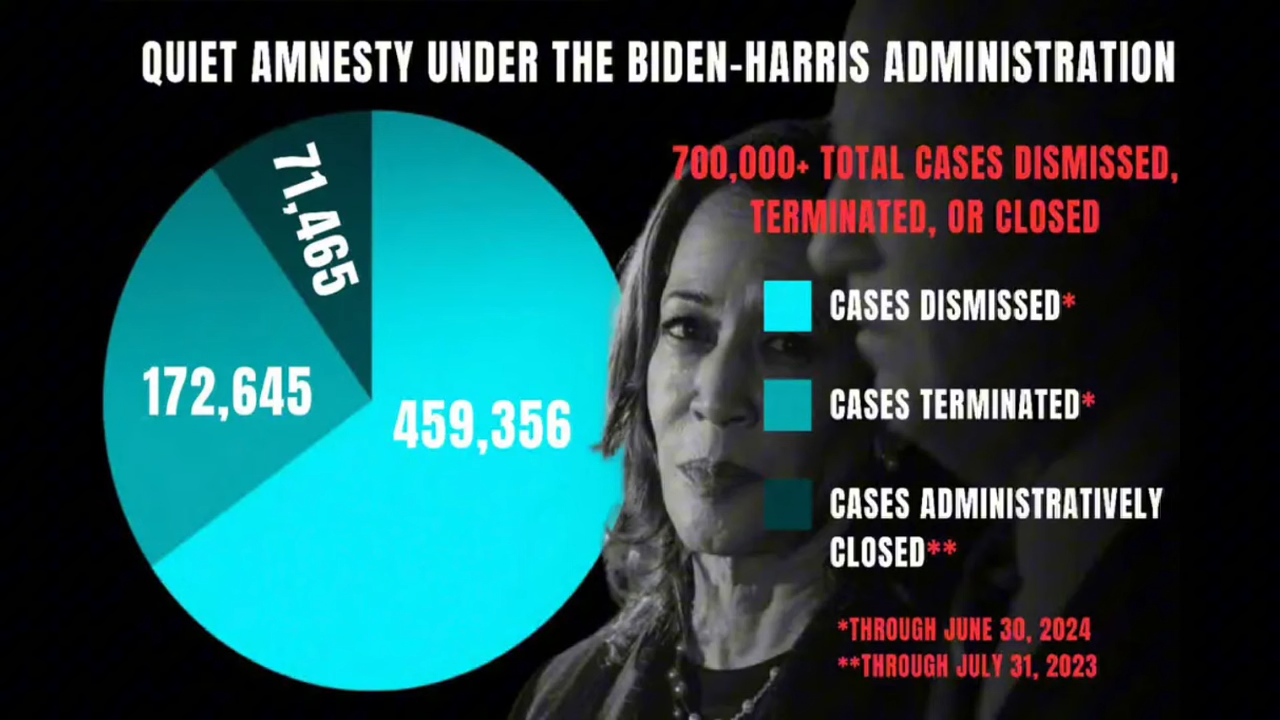 QUIET AMNESTY UNDER THE BIDEN-HARRIS ADMINISTRATION
71,465
172,645
459,356
700,000+ TOTAL CASES DISMISSED,
TERMINATED, OR CLOSED
CASES DISMISSED*
CASES TERMINATED*
CASES ADMINISTRATIVELY
CLOSED**
*THROUGH JUNE 30, 2024
**THROUGH JULY 31, 2023